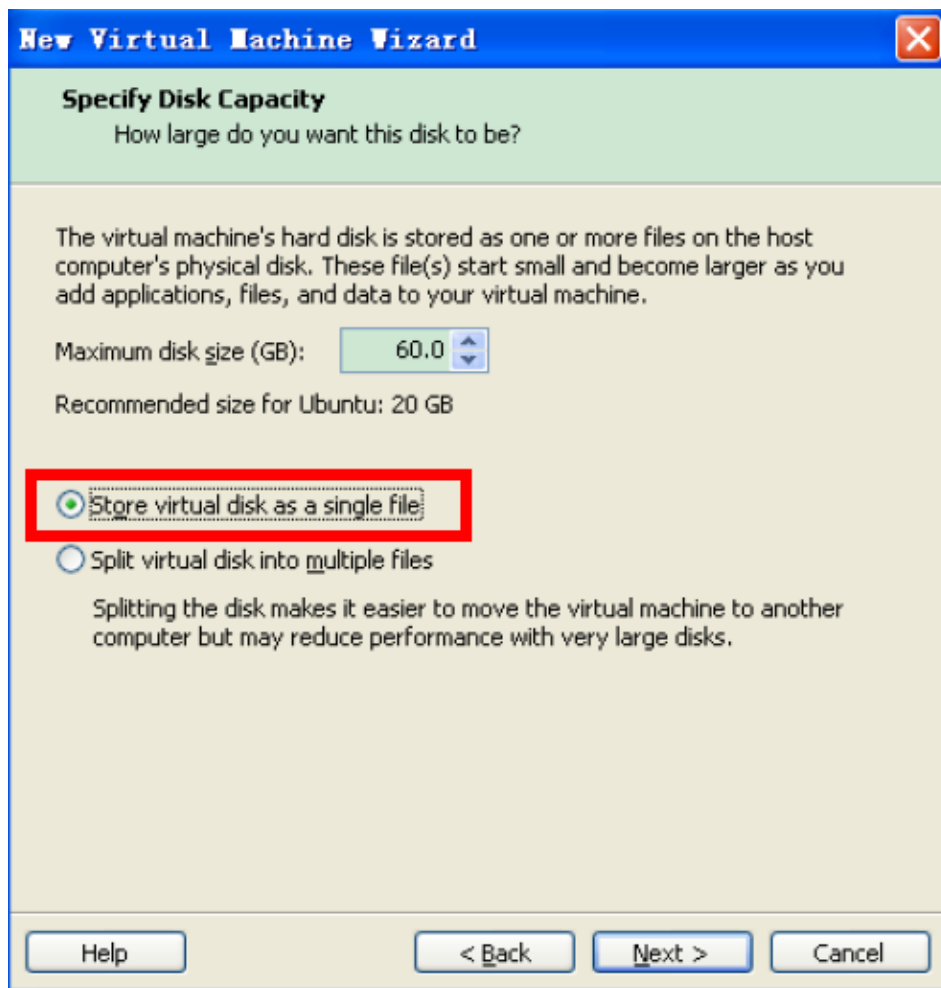 New Virtual Machine Wizard
Specify Disk Capacity
How large do you want this disk to be?
The virtual machine's hard disk is stored as one or more files on the host
computer's physical disk. These file(s) start small and become larger as you
add applications, files, and data to your virtual machine.
Maximum disk size (GB): 60.0
Recommended size for Ubuntu: 20 GB
Store virtual disk as a single file
Split virtual disk into multiple files
Splitting the disk makes it easier to move the virtual machine to another
computer but may reduce performance with very large disks.
Help < Back Next > Cancel